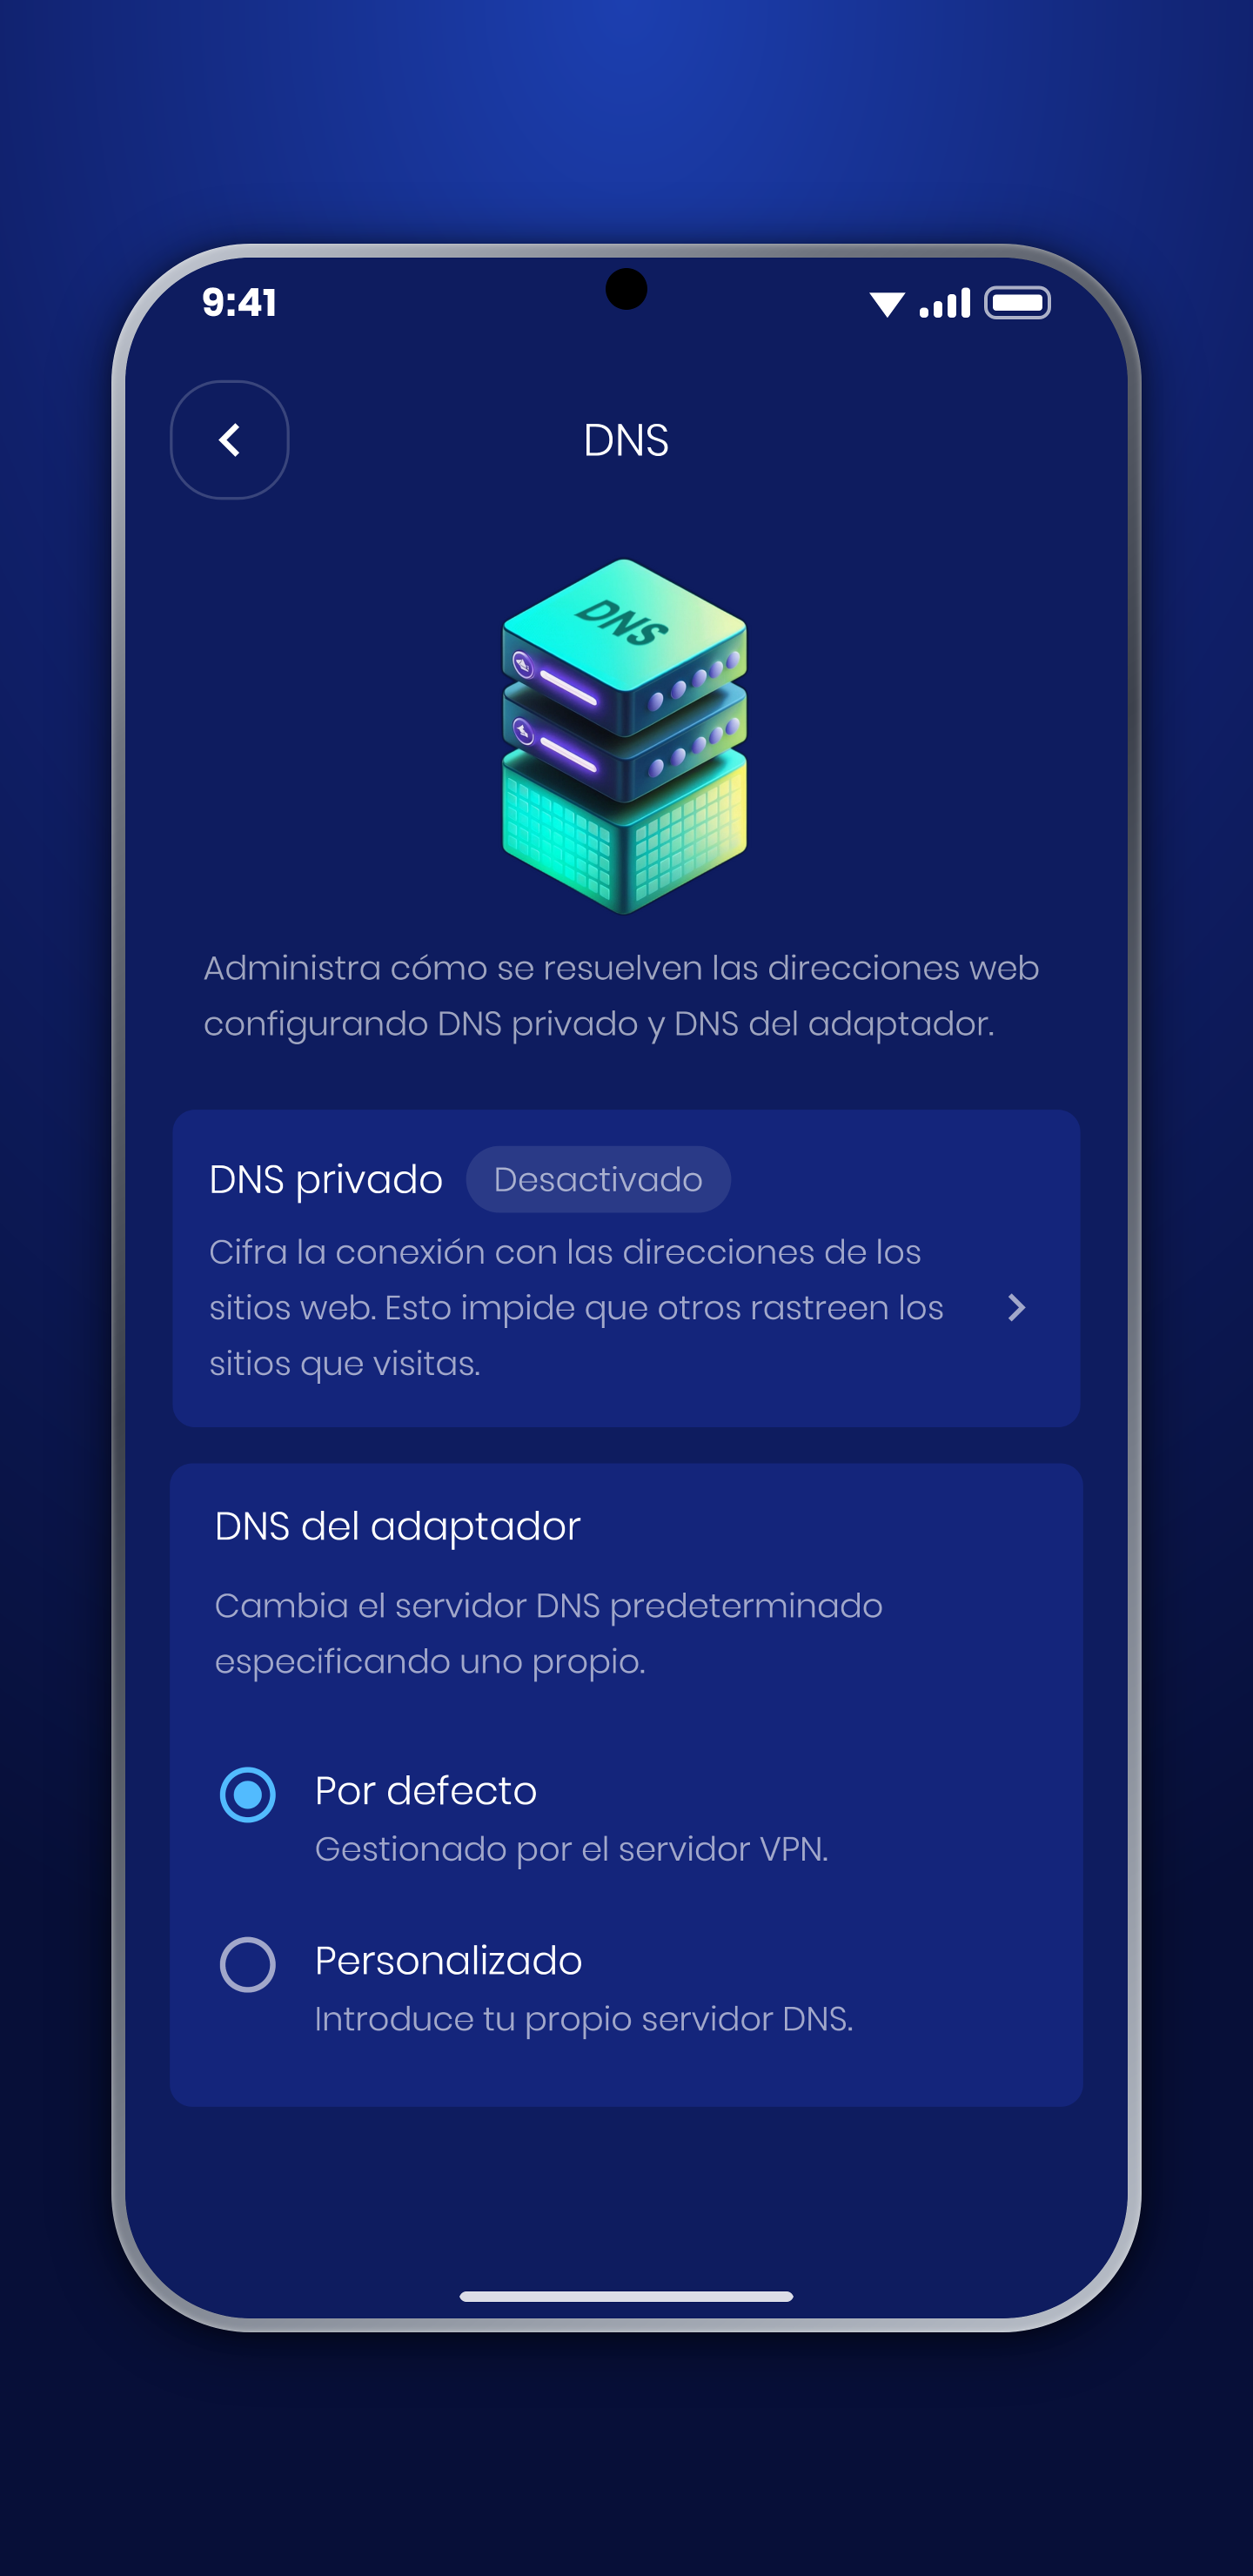 9:41
DNS
DNS
Administra cómo se resuelven las direcciones web
configurando DNS privado y DNS del adaptador.
DNS privado Desactivado
Cifra la conexión con las direcciones de los
sitios web. Esto impide que otros rastreen los
sitios que visitas.
DNS del adaptador
Cambia el servidor DNS predeterminado
especificando uno propio.
Por defecto
Gestionado por el servidor VPN.
Personalizado
Introduce tu propio servidor DNS.